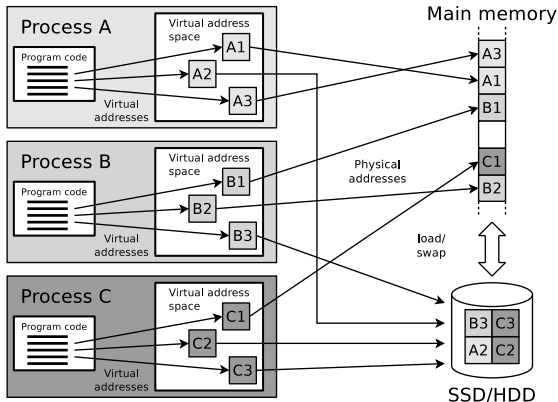 Process A
Program code
Virtual
addresses
Virtual address
space
A1
A2
A3
Process B
Program code
Virtual
addresses
Virtual address
space
B1
B2
B3
Process C
Program code
Virtual
addresses
Virtual address
space
C1
C2
C3
Physical
addresses
Main memory
A3
A1
B1
C1
B2
load/
swap
B3 C3
A2 C2
SSD/HDD